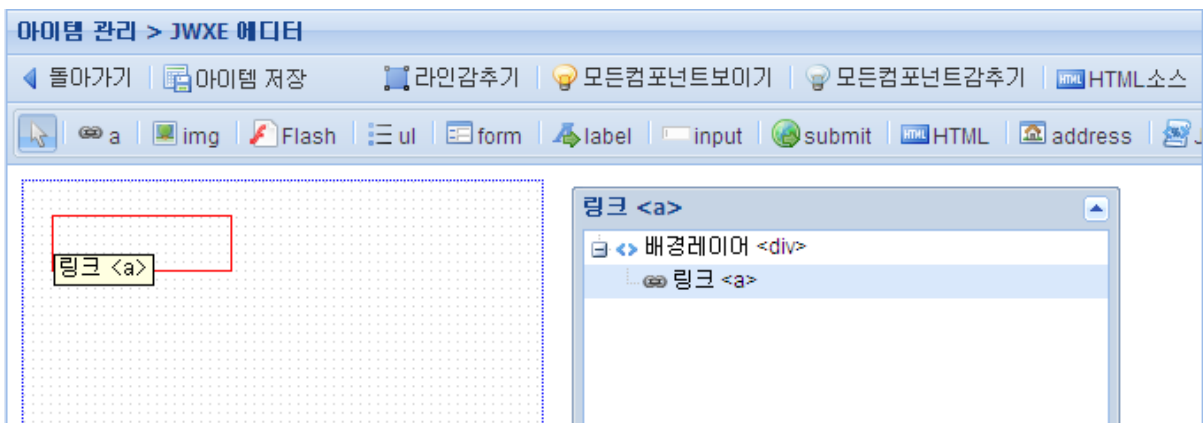 아이템 관리 > JWXE 에디터
돌아가기 아이템 저장 라인감추기 모든컴포넌트보이기 모든컴포넌트감추기 HTML HTML소스
a img Flash ul form label input submit HTML HTML address J
링크 <a>
배경레이어 <div>
링크 <a>
링크 <a>